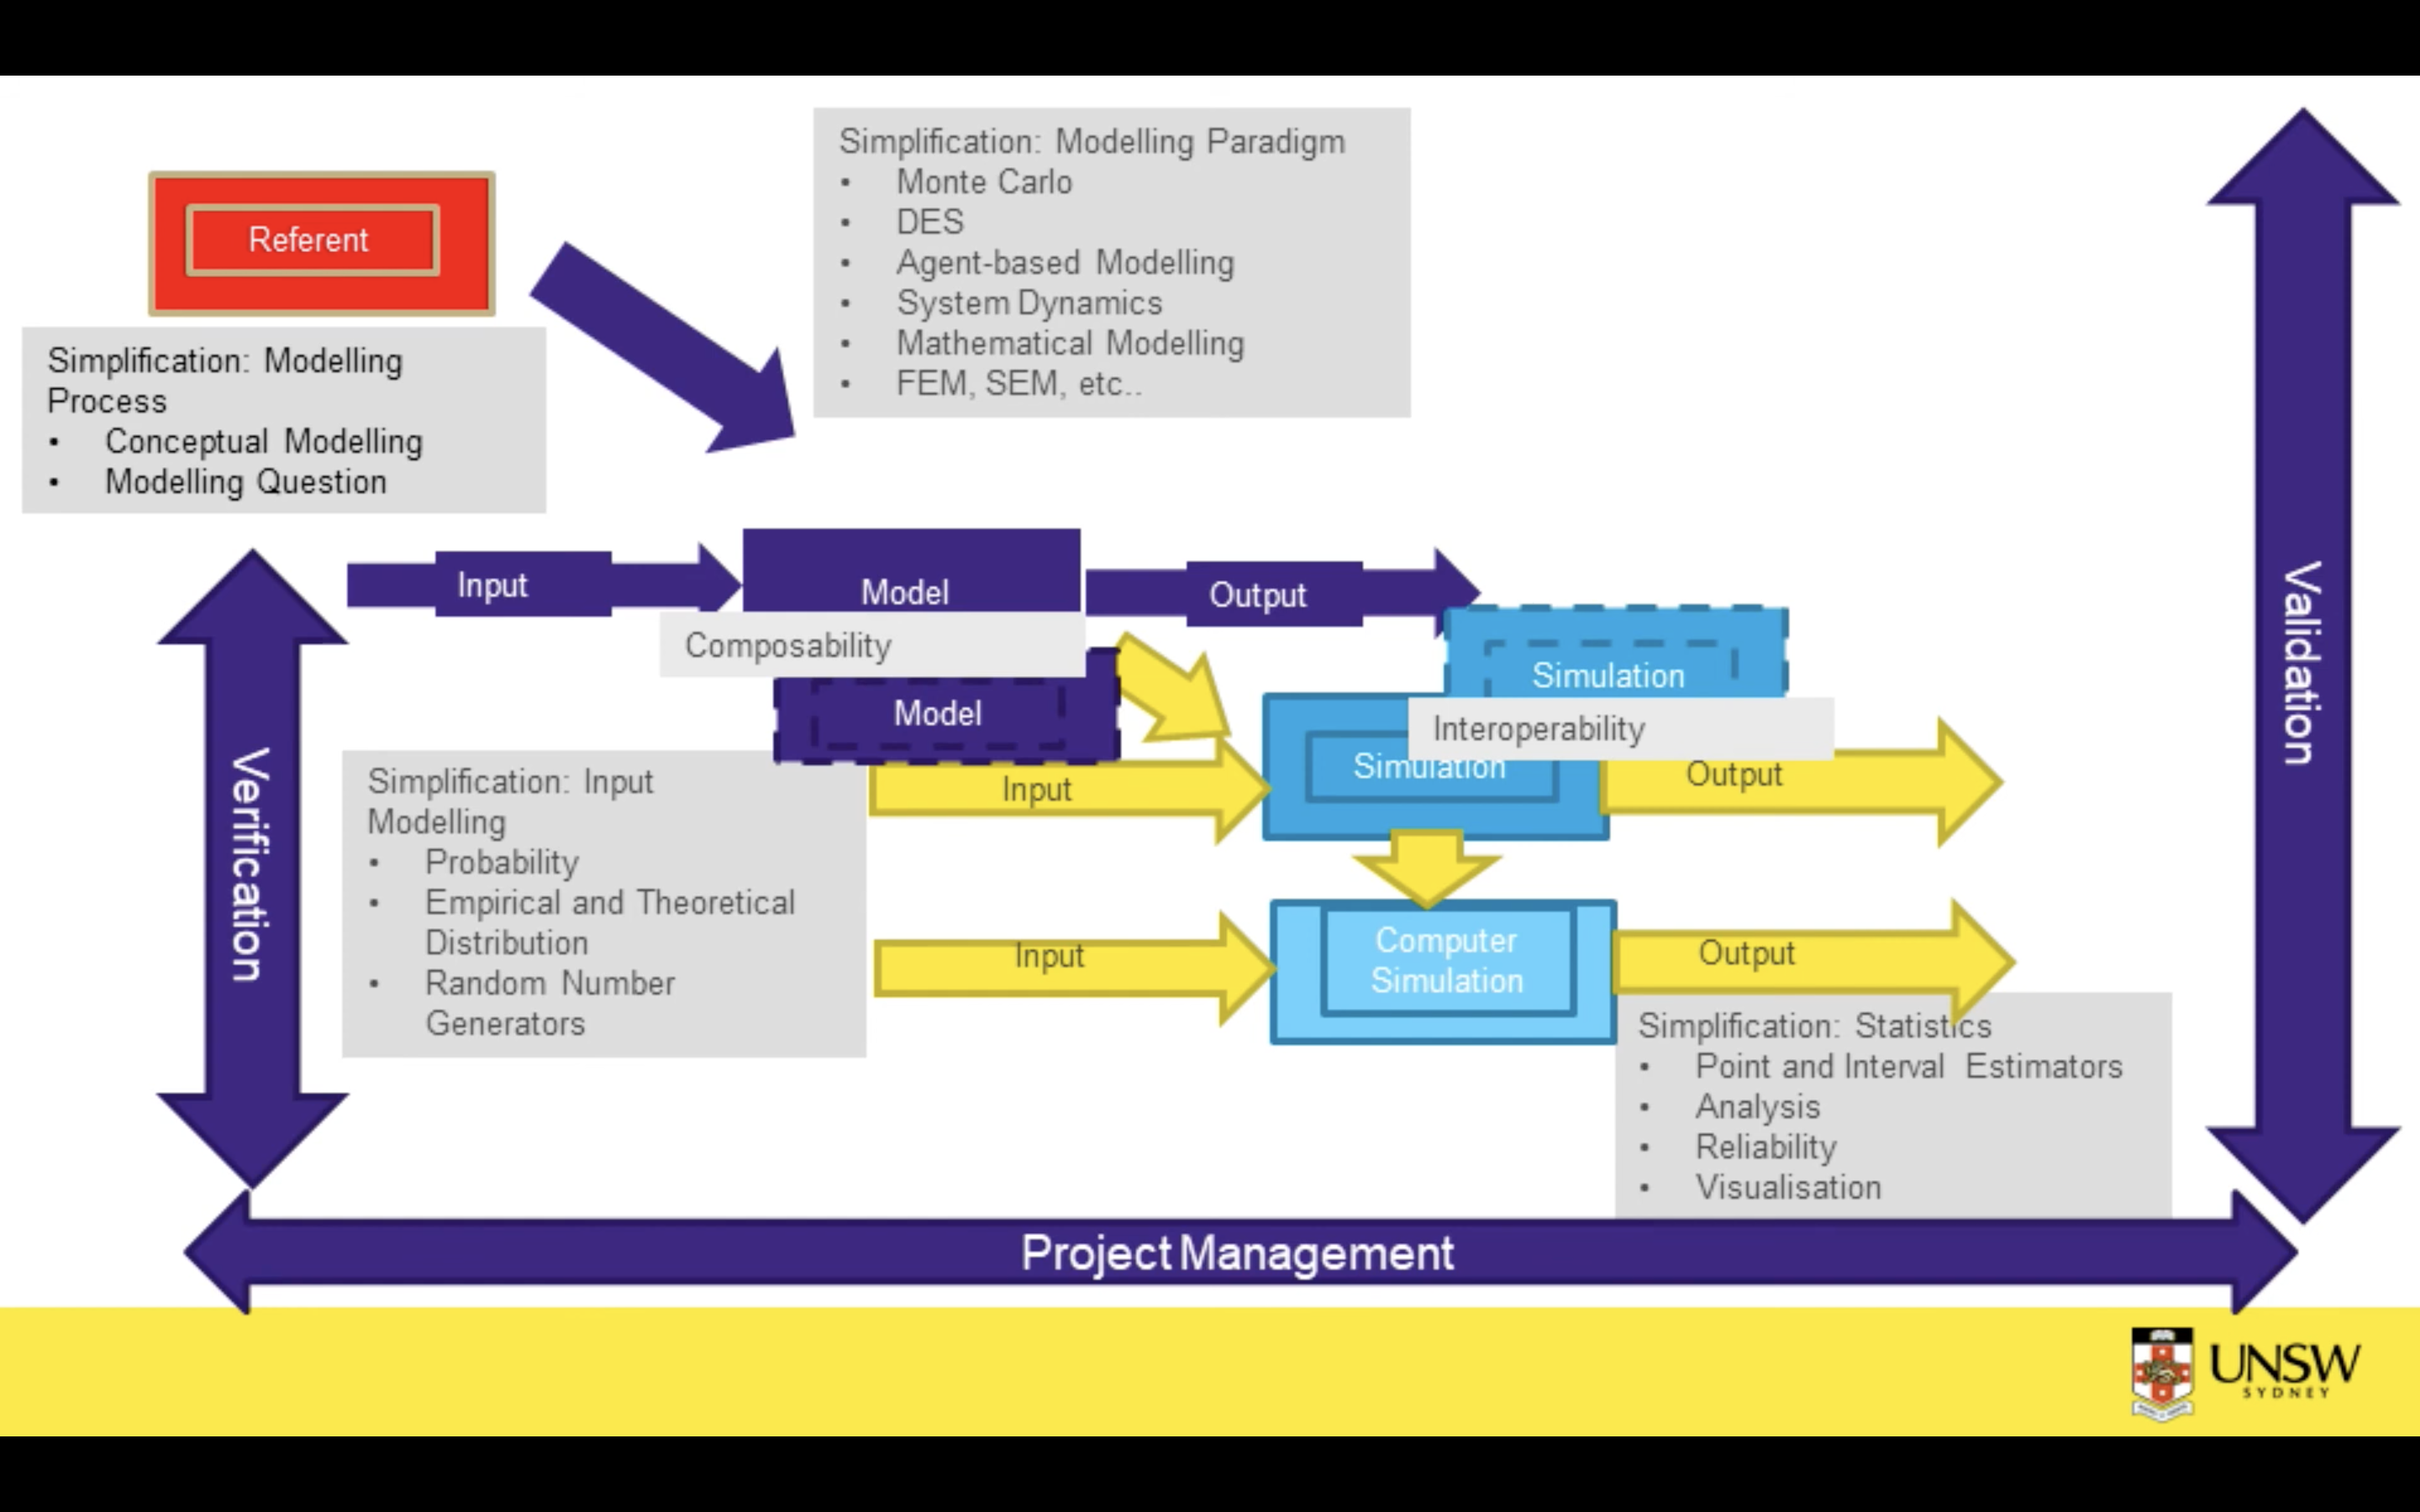 Referent
Simplification: Modelling
Process
• Conceptual Modelling
• Modelling Question
Simplification: Modelling Paradigm
• Monte Carlo
• DES
• Agent-based Modelling
• System Dynamics
• Mathematical Modelling
• FEM, SEM, etc..
Input
Model
Output
Composability
Model
Simulation
Interoperability
Simulation
Input
Output
Simplification: Input
Modelling
• Probability
• Empirical and Theoretical
Distribution
• Random Number
Generators
Input
Computer
Simulation
Output
Simplification: Statistics
• Point and Interval Estimators
• Analysis
• Reliability
• Visualisation
Verification
Validation
Project Management
UNSW
SYDNEY